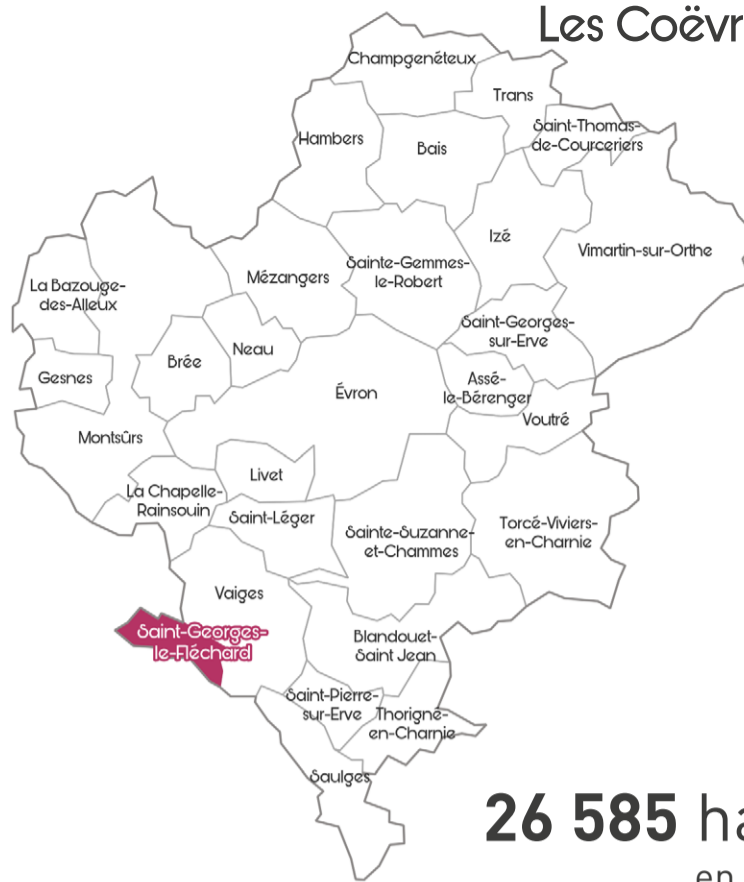 Les Coëvr
Champgenéteux
Trans
Saint-Thomas-
de-Courceriers
Hambers
Bais
Izé
Vimartin-sur-Orthe
Mézangers
Sainte-Gemmes-
le-Robert
La Bazouge-
des-Alleux
Saint-Georges-
sur-Erve
Neau
Brée
Gesnes
Assé-
le-Bérenger
Évron
Voutré
Montsûrs
Livet
La Chapelle-
Rainsouin
Saint-Léger
Sainte-Suzanne-
et-Chammes
Torcé-Viviers-
en-Charnie
Vaiges
Saint-Georges-
le-Fléchard
Blandouet-
Saint Jean
Saint-Pierre-
sur-Erve
Thorigné-
en-Charnie
Saulges
26 585 ha
en